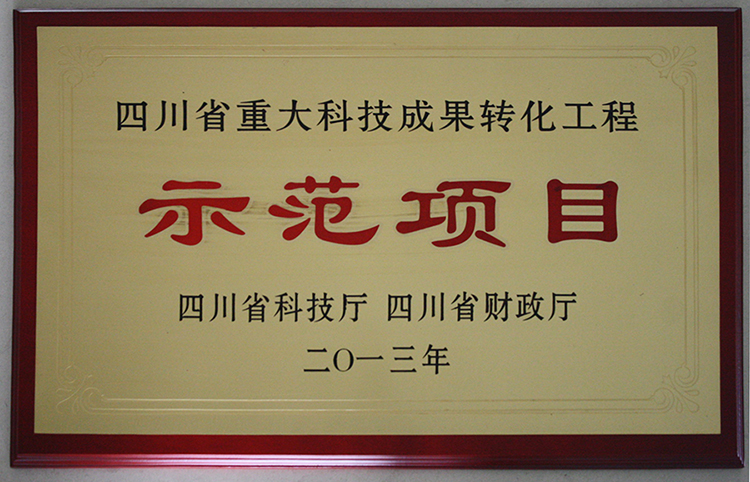 四川省重大科技成果转化工程
示范项目
四川省科技厅 四川省财政厅
二〇一三年